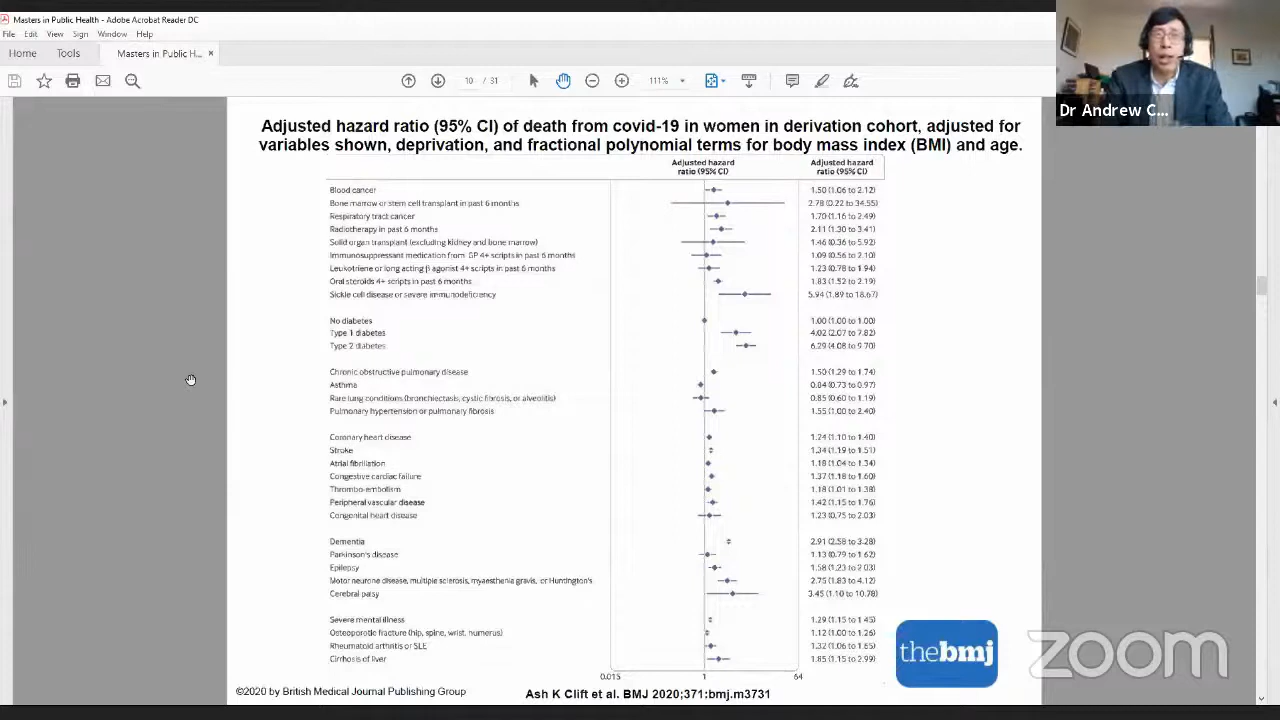 Masters in Public Health - Adobe Acrobat Reader DC
File Edit View Sign Window Help
Home Tools Masters in Public H... ×
10 / 31 111%
Dr Andrew C...
Adjusted hazard ratio (95% CI) of death from covid-19 in women in derivation cohort, adjusted for
variables shown, deprivation, and fractional polynomial terms for body mass index (BMI) and age.
Adjusted hazard ratio (95% CI) Adjusted hazard ratio (95% CI)
Blood cancer 1.50 (1.06 to 2.12)
Bone marrow or stem cell transplant in past 6 months 2.78 (0.22 to 34.55)
Respiratory tract cancer 1.70 (1.16 to 2.49)
Radiotherapy in past 6 months 2.11 (1.30 to 3.41)
Solid organ transplant (excluding kidney and bone marrow) 1.46 (0.36 to 5.92)
Immunosuppressant medication from GP 4+ scripts in past 6 months 1.09 (0.56 to 2.10)
Leukotriene or long acting β agonist 4+ scripts in past 6 months 1.23 (0.78 to 1.94)
Oral steroids 4+ scripts in past 6 months 1.83 (1.52 to 2.19)
Sickle cell disease or severe immunodeficiency 5.94 (1.89 to 18.67)
No diabetes 1.00 (1.00 to 1.00)
Type 1 diabetes 4.02 (2.07 to 7.82)
Type 2 diabetes 6.29 (4.08 to 9.70)
Chronic obstructive pulmonary disease 1.50 (1.29 to 1.74)
Asthma 0.84 (0.73 to 0.97)
Rare lung conditions (bronchiectasis, cystic fibrosis, or alveolitis) 0.85 (0.60 to 1.19)
Pulmonary hypertension or pulmonary fibrosis 1.55 (1.00 to 2.40)
Coronary heart disease 1.24 (1.10 to 1.40)
Stroke 1.34 (1.19 to 1.51)
Atrial fibrillation 1.18 (1.04 to 1.34)
Congestive cardiac failure 1.37 (1.18 to 1.60)
Thrombo-embolism 1.18 (1.01 to 1.38)
Peripheral vascular disease 1.42 (1.15 to 1.76)
Congenital heart disease 1.23 (0.75 to 2.03)
Dementia 2.91 (2.58 to 3.28)
Parkinson's disease 1.13 (0.79 to 1.62)
Epilepsy 1.58 (1.23 to 2.03)
Motor neurone disease, multiple sclerosis, myaesthenia gravis, or Huntington's 2.75 (1.83 to 4.12)
Cerebral palsy 3.45 (1.10 to 10.78)
Severe mental illness 1.29 (1.15 to 1.45)
Osteoporotic fracture (hip, spine, wrist, humerus) 1.12 (1.00 to 1.26)
Rheumatoid arthritis or SLE 1.32 (1.06 to 1.65)
Cirrhosis of liver 1.85 (1.15 to 2.99)
0.015 1 64
thebmj
zoom
©2020 by British Medical Journal Publishing Group
Ash K Clift et al. BMJ 2020;371:bmj.m3731